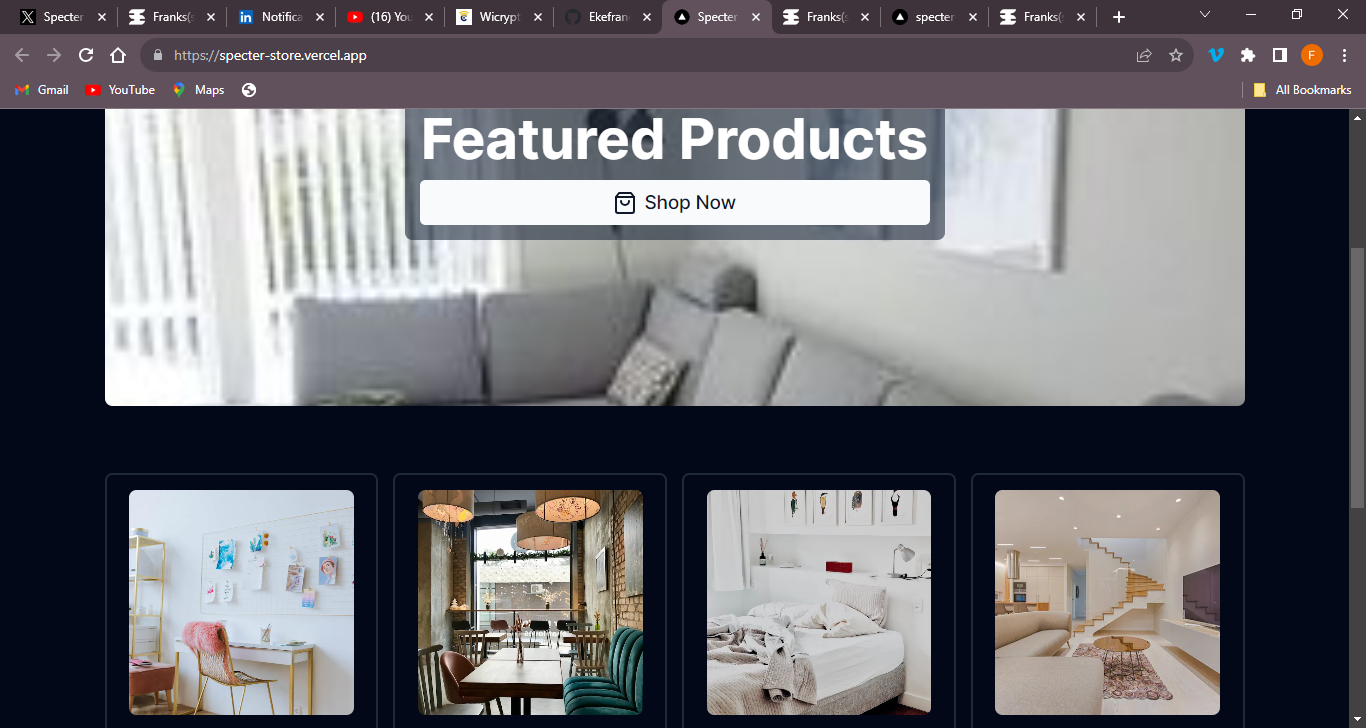 Specter
Franks(s
Notifica
(16) You
Wicrypt
Ekefran
Specter
Franks(s
specter
Franks(s
https://specter-store.vercel.app
F
Gmail
YouTube
Maps
All Bookmarks
Featured Products
Shop Now